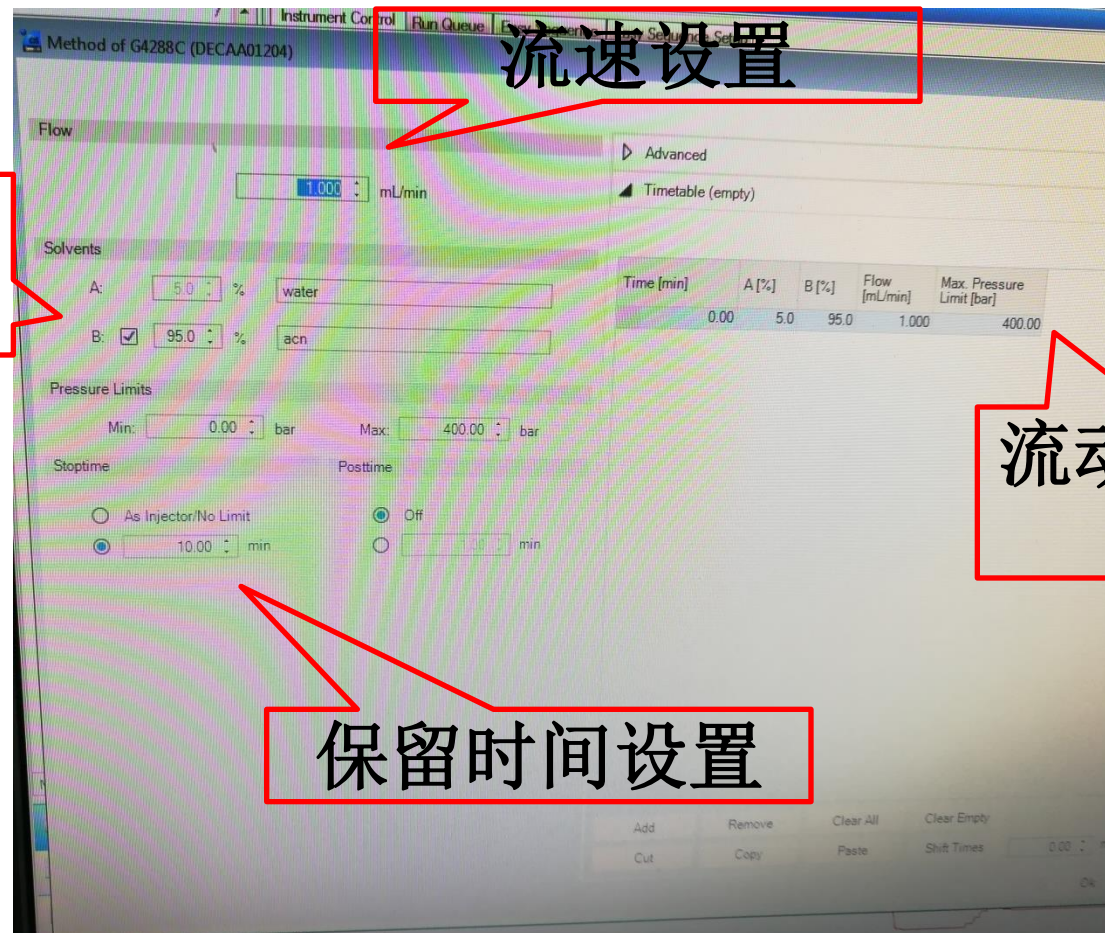 Instrument Control Run Queue
Method of G4288C (DECAA01204)
流速设置
Flow
1.000 mL/min
Solvents
A: 5.0 % water
B: 95.0 % acn
Pressure Limits
Min: 0.00 bar Max: 400.00 bar
Stoptime Posttime
As Injector/No Limit Off
10.00 min 1.00 min
Advanced
Timetable (empty)
Time [min] A [%] B [%] Flow [mL/min] Max. Pressure Limit [bar]
0.00 5.0 95.0 1.000 400.00
流动
保留时间设置
Add Remove Clear All Clear Empty
Cut Copy Paste Shift Times 0.00
Ok